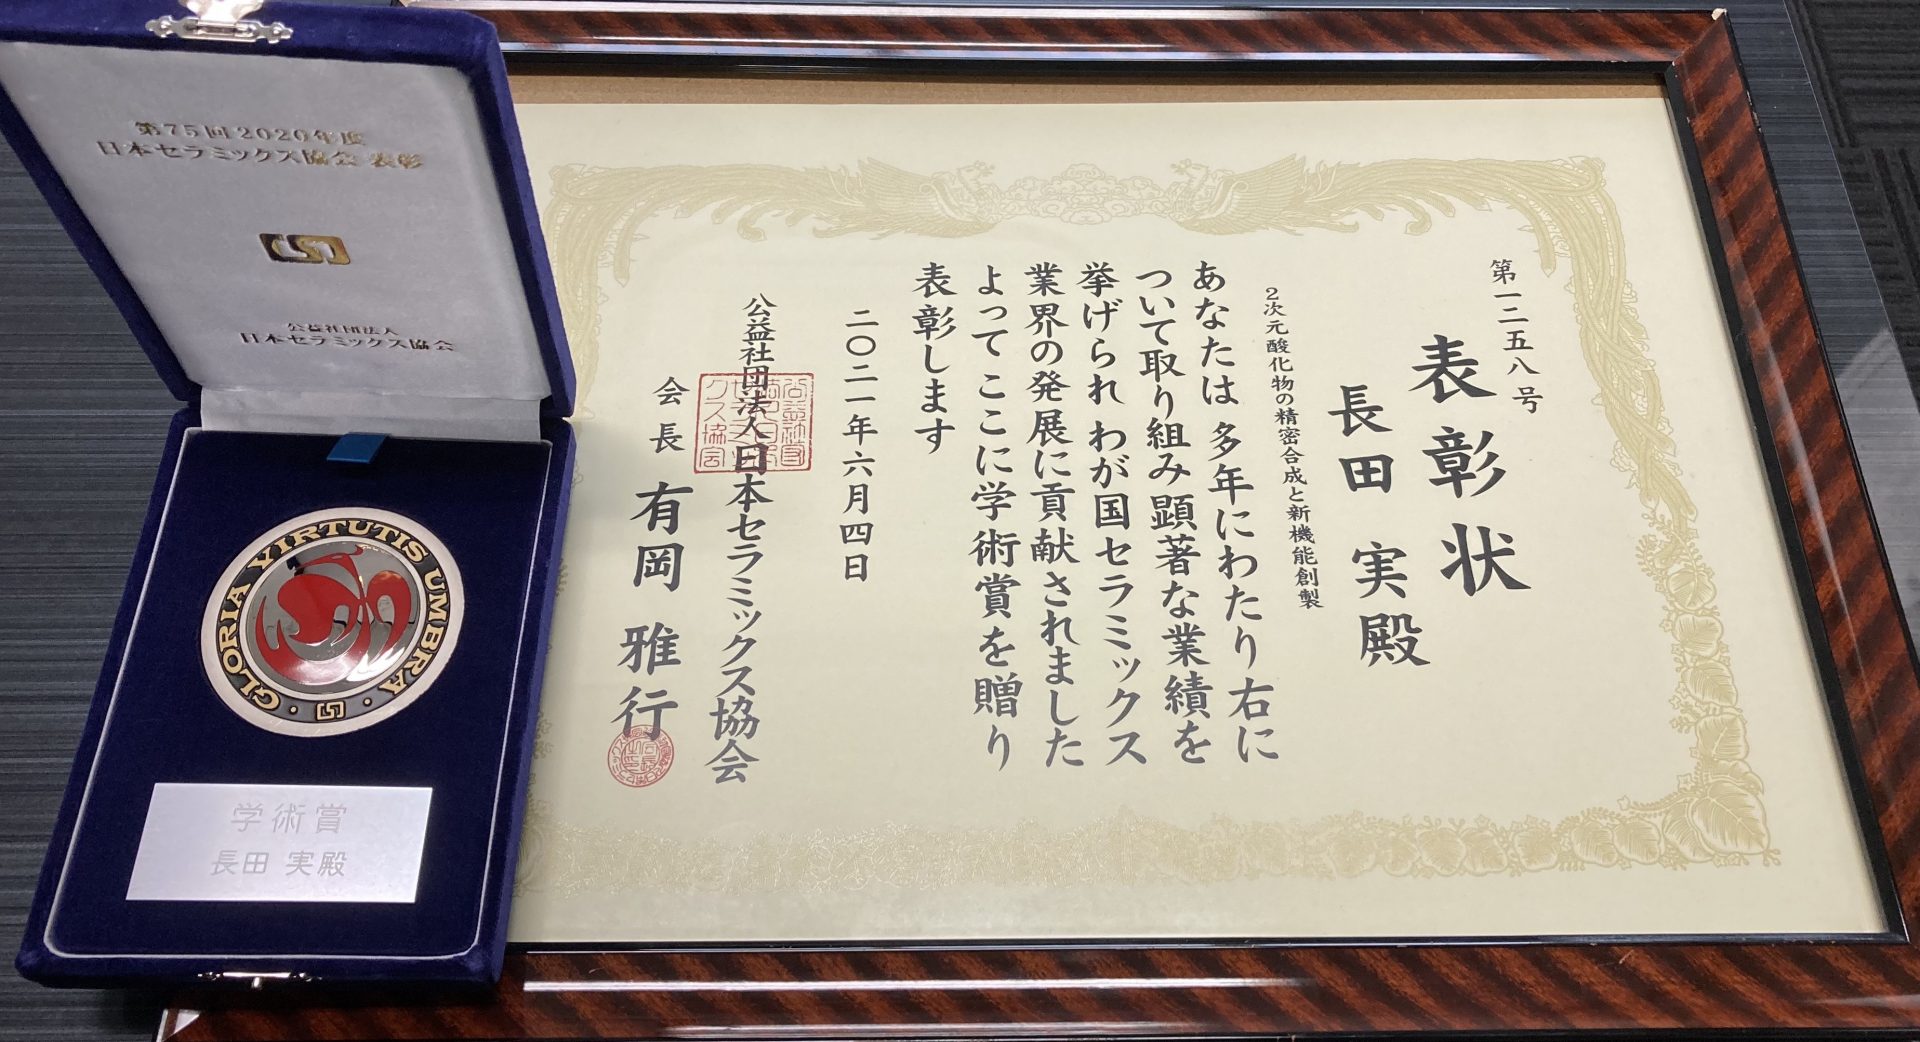 第75回2020年度
日本セラミックス協会 表彰
公益社団法人
日本セラミックス協会
GLORIA VIRTUTIS UMBRA
学術賞
長田 実殿
第一二五八号
表彰状
長田 実殿
2次元酸化物の精密合成と新機能創製
あなたは多年にわたり右に
ついて取り組み顕著な業績を
挙げられわが国セラミックス
業界の発展に貢献されました
よってここに学術賞を贈り
表彰します
二〇二一年六月四日
公益社団法人日本セラミックス協会
会長 有岡 雅行